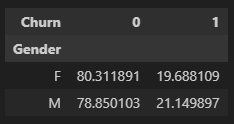 Churn 0 1
Gender
F 80.311891 19.688109
M 78.850103 21.149897